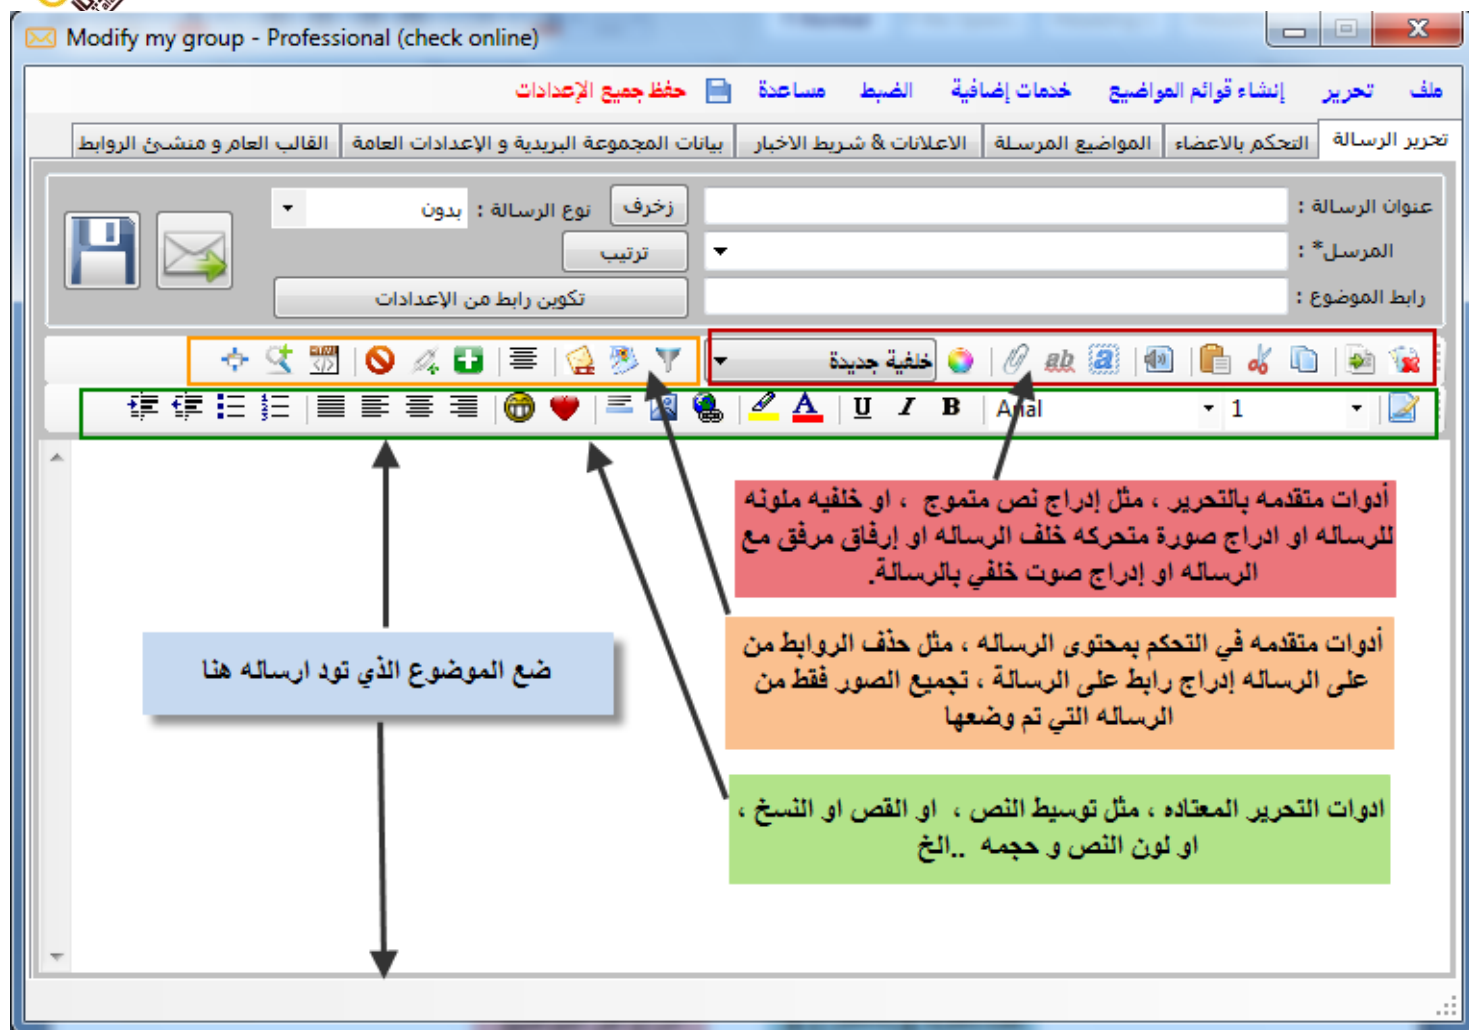 Modify my group - Professional (check online)
ملف تحرير إنشاء قوائم المواضيع خدمات إضافية الضبط مساعدة حفظ جميع الإعدادات
تحرير الرسالة التحكم بالاعضاء المواضيع المرسلة الاعلانات & شريط الاخبار بيانات المجموعة البريدية و الإعدادات العامة القالب العام و منشئ الروابط
عنوان الرسالة : زخرف نوع الرسالة : بدون
المرسل* : ترتيب
رابط الموضوع : تكوين رابط من الإعدادات
خلفية جديدة
1 Arial B I U A
أدوات متقدمه بالتحرير ، مثل إدراج نص متموج ، او خلفيه ملونه
للرساله او ادراج صورة متحركه خلف الرساله او إرفاق مرفق مع
الرساله او إدراج صوت خلفي بالرسالة.
أدوات متقدمه في التحكم بمحتوى الرساله ، مثل حذف الروابط من
على الرساله إدراج رابط على الرسالة ، تجميع الصور فقط من
الرساله التي تم وضعها
ضع الموضوع الذي تود ارساله هنا
ادوات التحرير المعتاده ، مثل توسيط النص ، او القص او النسخ ،
او لون النص و حجمه ..الخ